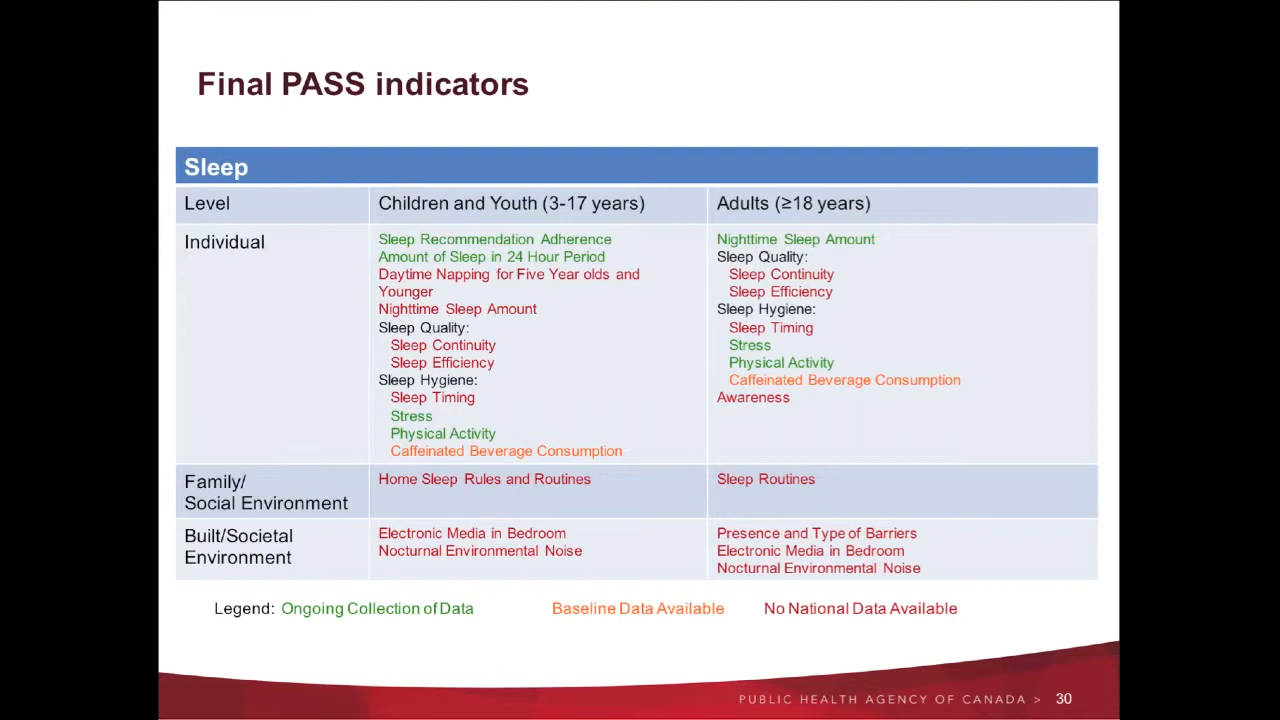 Final PASS indicators
Sleep
Level
Children and Youth (3-17 years)
Adults (≥18 years)
Individual
Sleep Recommendation Adherence
Amount of Sleep in 24 Hour Period
Daytime Napping for Five Year olds and
Younger
Nighttime Sleep Amount
Sleep Quality:
Sleep Continuity
Sleep Efficiency
Sleep Hygiene:
Sleep Timing
Stress
Physical Activity
Caffeinated Beverage Consumption
Nighttime Sleep Amount
Sleep Quality:
Sleep Continuity
Sleep Efficiency
Sleep Hygiene:
Sleep Timing
Stress
Physical Activity
Caffeinated Beverage Consumption
Awareness
Family/
Social Environment
Home Sleep Rules and Routines
Sleep Routines
Built/Societal
Environment
Electronic Media in Bedroom
Nocturnal Environmental Noise
Presence and Type of Barriers
Electronic Media in Bedroom
Nocturnal Environmental Noise
Legend: Ongoing Collection of Data
Baseline Data Available
No National Data Available
PUBLIC HEALTH AGENCY OF CANADA > 30